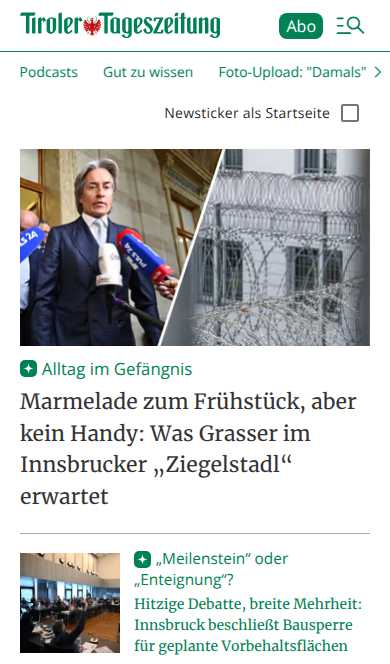 Tiroler Tageszeitung
Abo
Podcasts Gut zu wissen Foto-Upload: "Damals"
Newsticker als Startseite
PULS 24
PULS 24
Alltag im Gefängnis
Marmelade zum Frühstück, aber
kein Handy: Was Grasser im
Innsbrucker „Ziegelstadl“
erwartet
„Meilenstein“ oder
„Enteignung“?
Hitzige Debatte, breite Mehrheit:
Innsbruck beschließt Bausperre
für geplante Vorbehaltsflächen